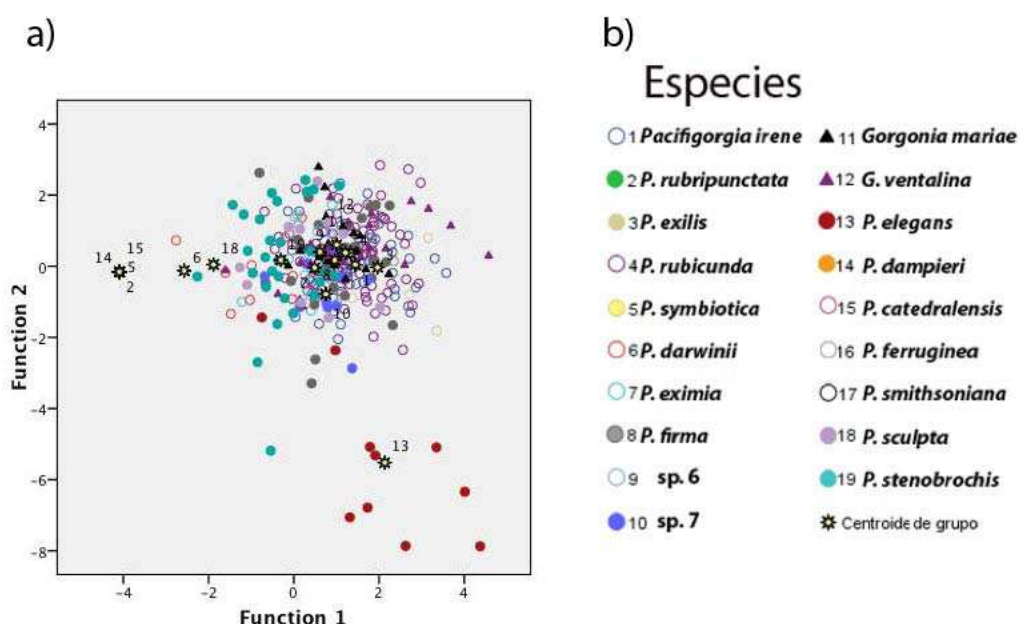 a)
b)
Especies
1 Pacifigorgia irene
2 P. rubripunctata
3 P. exilis
4 P. rubicunda
5 P. symbiotica
6 P. darwinii
7 P. eximia
8 P. firma
9 sp. 6
10 sp. 7
11 Gorgonia mariae
12 G. ventalina
13 P. elegans
14 P. dampieri
15 P. catedralensis
16 P. ferruginea
17 P. smithsoniana
18 P. sculpta
19 P. stenobrochis
Centroide de grupo
Function 2
4
2
0
-2
-4
-6
-8
14
15
5
2
6
18
12
10
13
-4
-2
0
2
4
Function 1